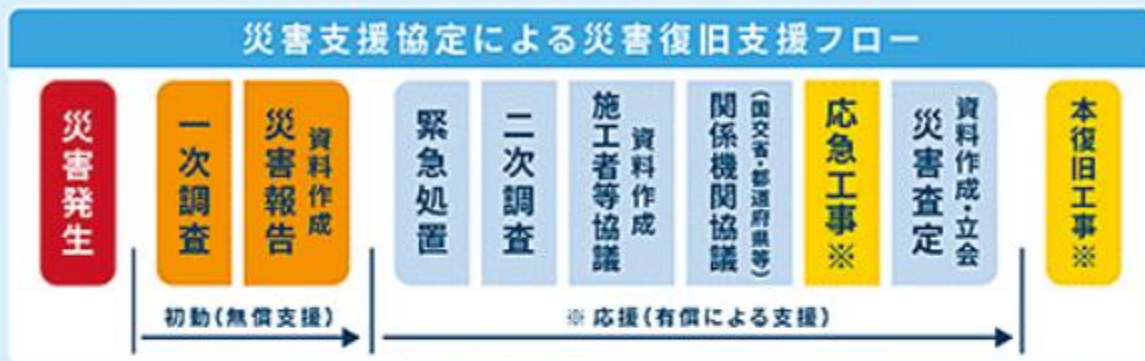 災害支援協定による災害復旧支援フロー
災害発生
一次調査
災害報告
資料作成
緊急処置
二次調査
施工者等協議
資料作成
関係機関協議
(国交省・都道府県等)
応急工事※
災害査定
資料作成・立会
本復旧工事※
初動(無償支援)
※応援(有償による支援)